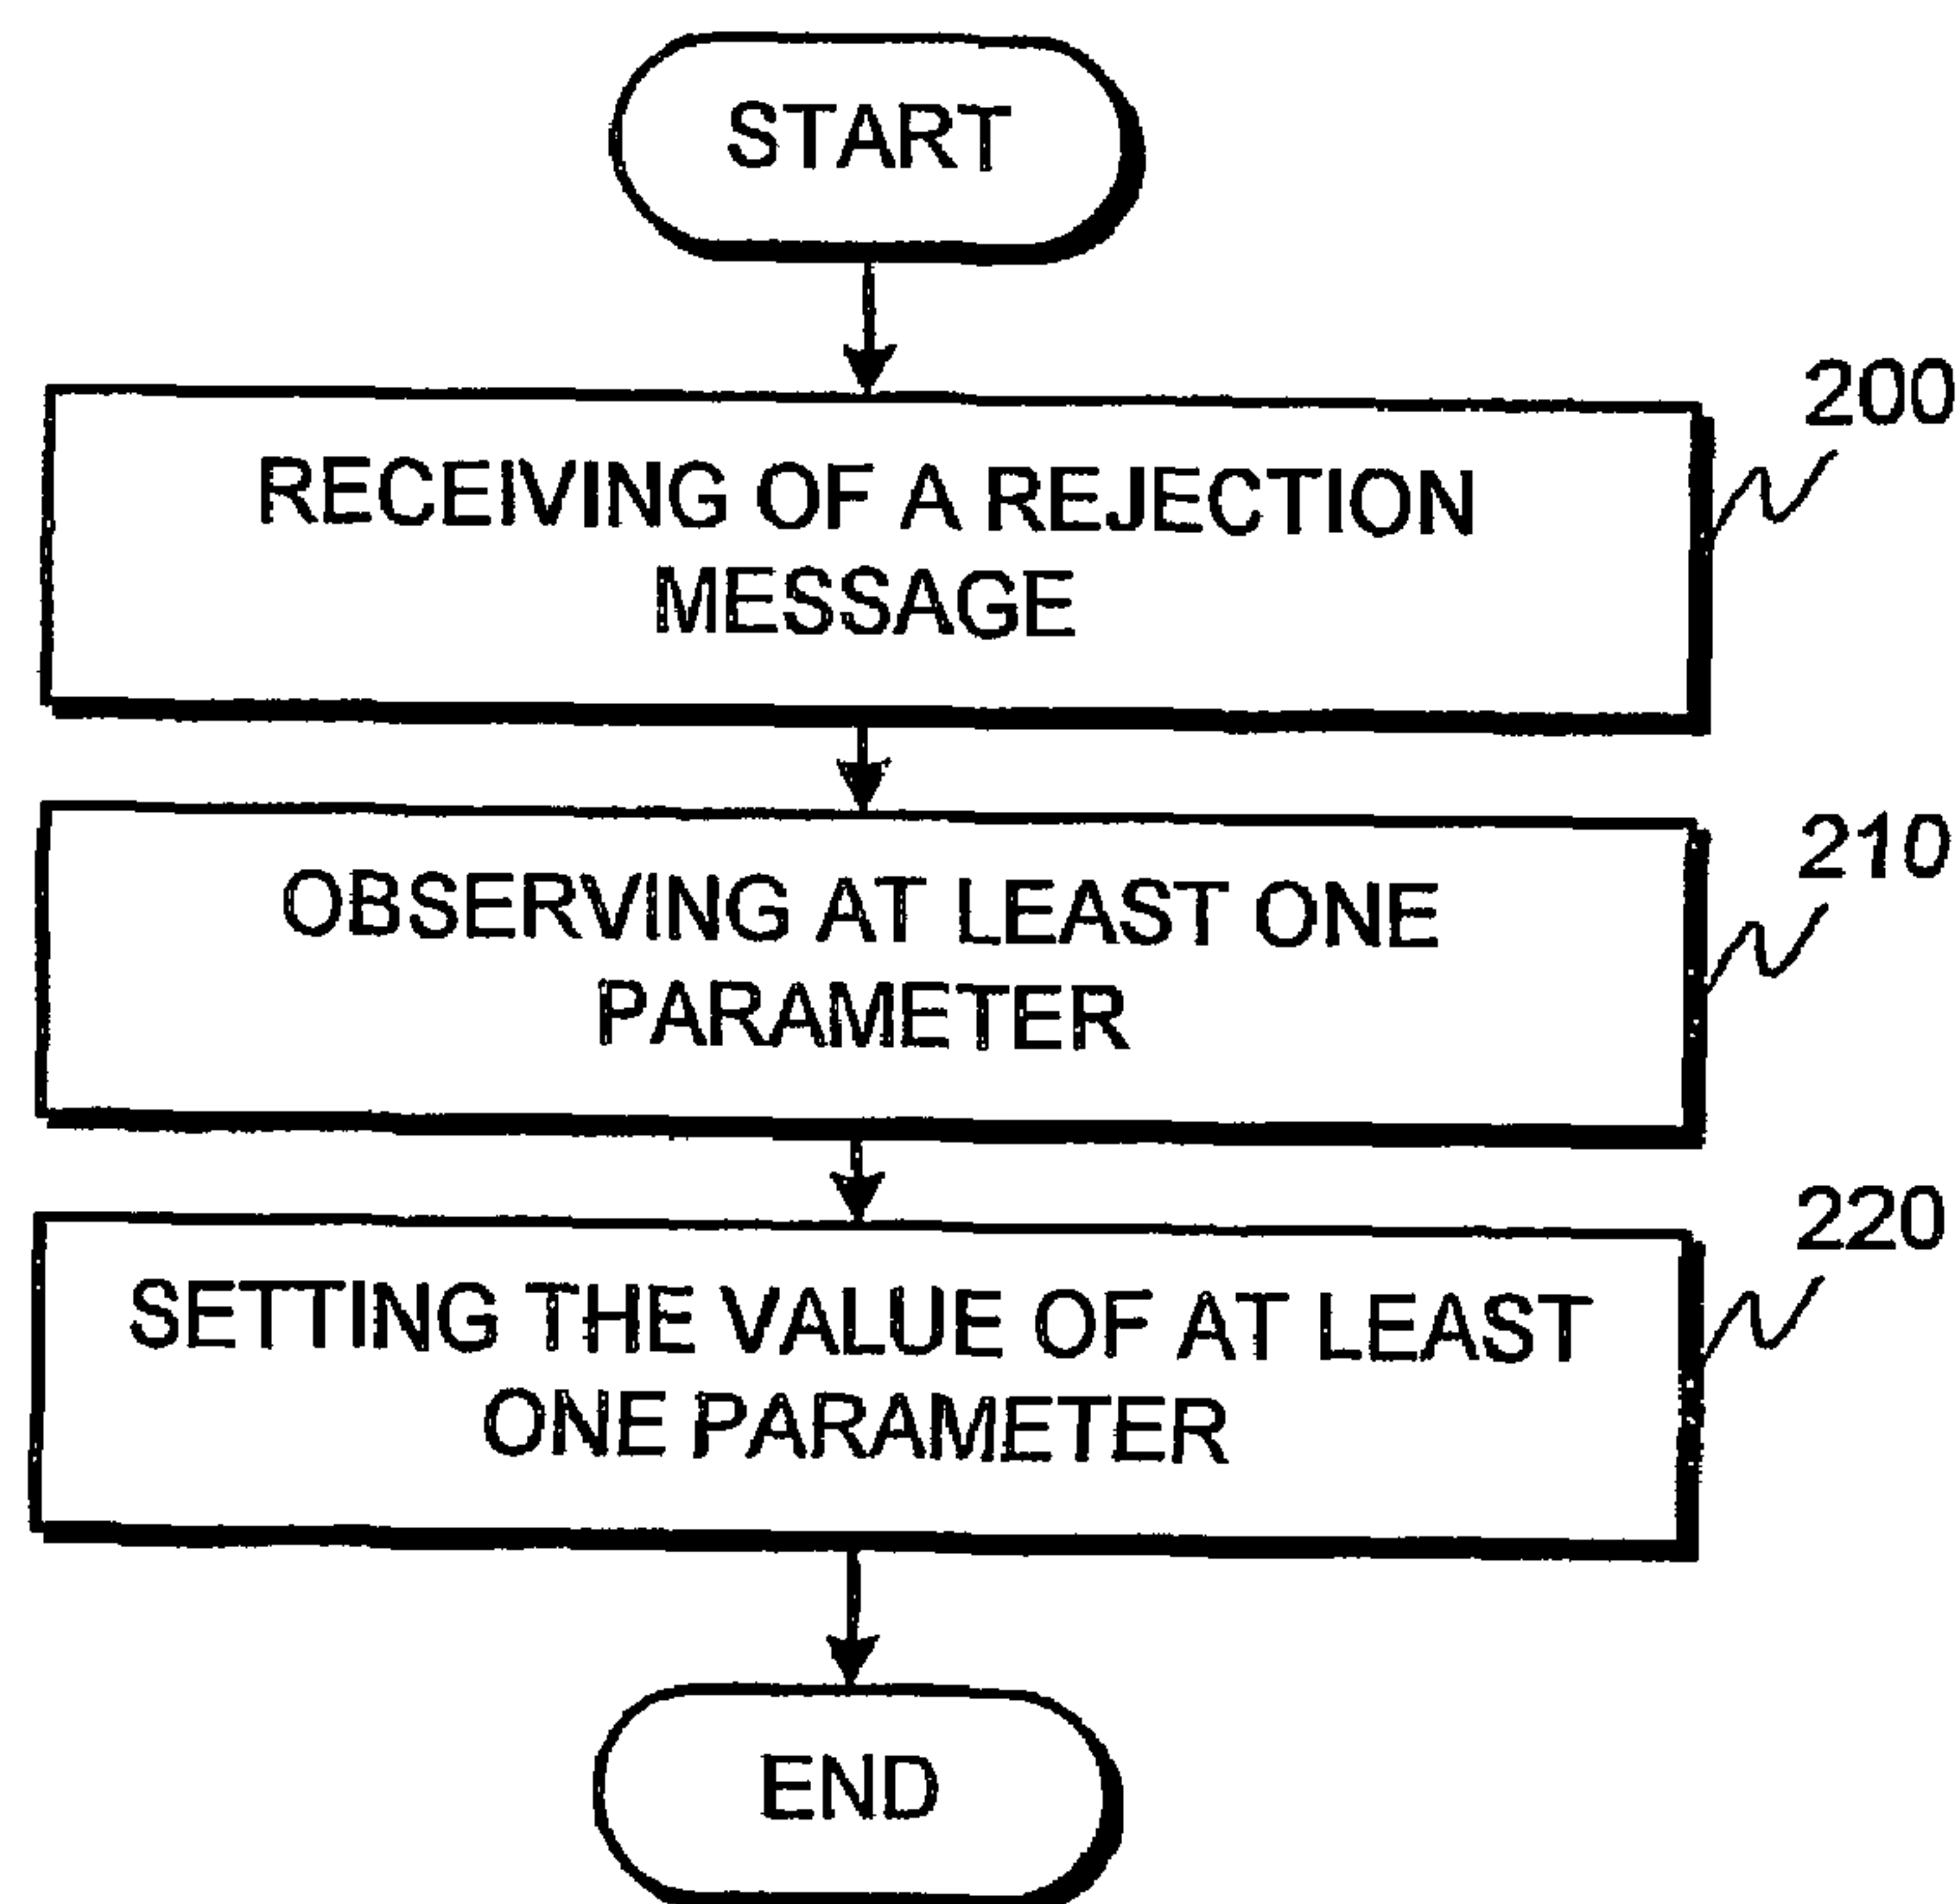 START
200
RECEIVING OF A REJECTION
MESSAGE
210
OBSERVING AT LEAST ONE
PARAMETER
220
SETTING THE VALUE OF AT LEAST
ONE PARAMETER
END